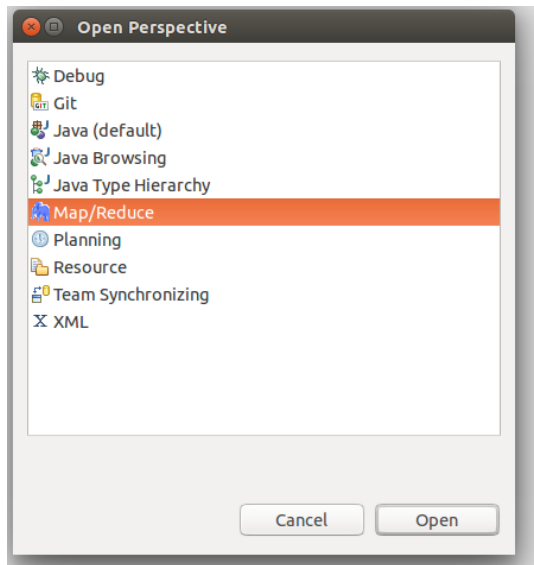 Open Perspective
Debug
GIT Git
Java (default)
Java Browsing
Java Type Hierarchy
Map/Reduce
Planning
Resource
Team Synchronizing
X XML
Cancel
Open